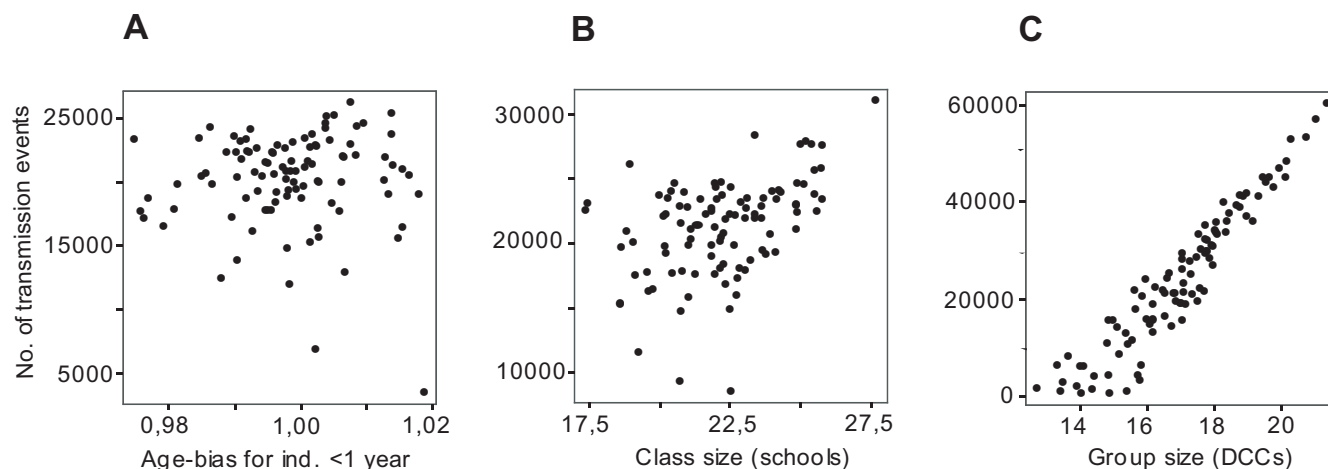 A
B
C
No. of transmission events
25000
15000
5000
0,98
1,00
1,02
Age-bias for ind. <1 year
30000
20000
10000
17,5
22,5
27,5
Class size (schools)
60000
40000
20000
0
14
16
18
20
Group size (DCCs)